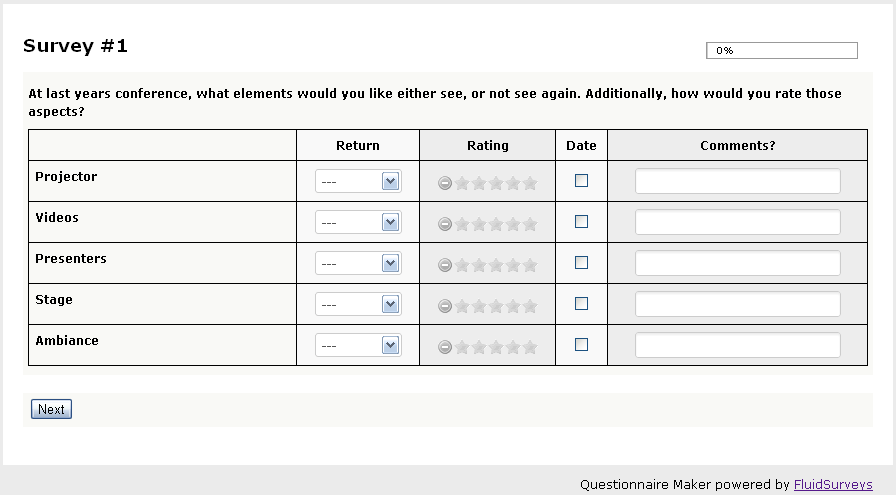 Survey #1
0%
At last years conference, what elements would you like either see, or not see again. Additionally, how would you rate those
aspects?
Return Rating Date Comments?
Projector ---
Videos ---
Presenters ---
Stage ---
Ambiance ---
Next
Questionnaire Maker powered by FluidSurveys